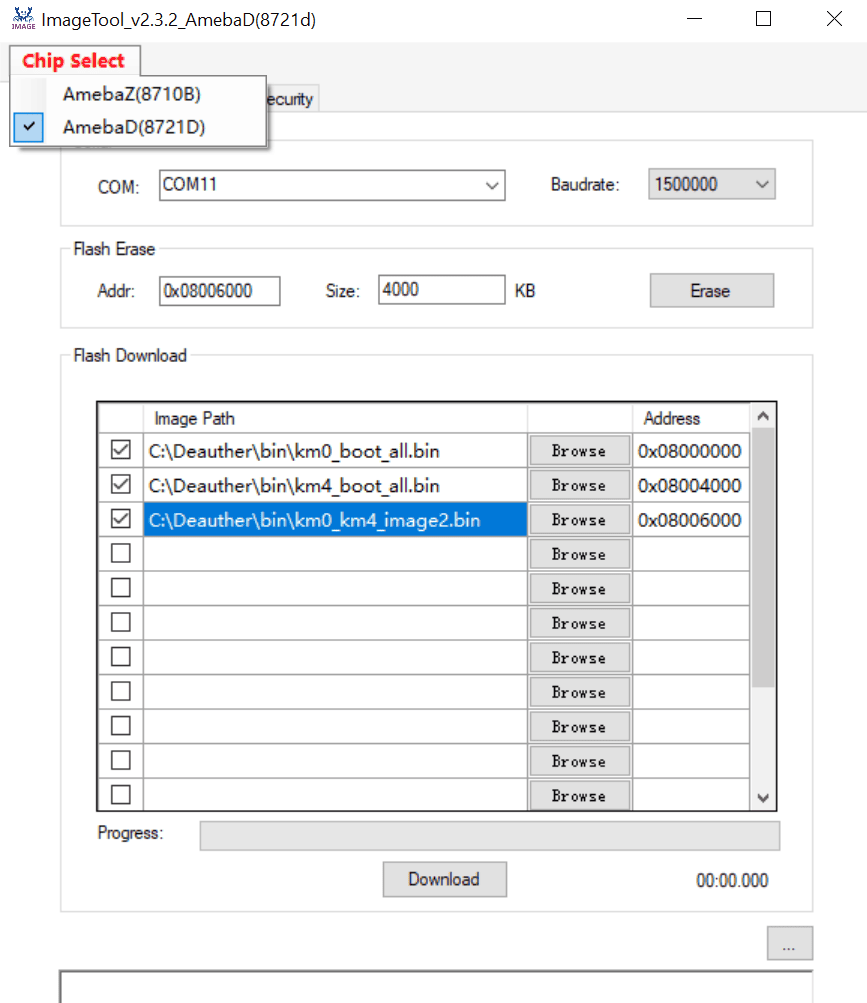 IMAGE
ImageTool_v2.3.2_AmebaD(8721d)
Chip Select
AmebaZ(8710B)
ecurity
AmebaD(8721D)
COM: COM11 Baudrate: 1500000
Flash Erase
Addr: 0x08006000 Size: 4000 KB Erase
Flash Download
Image Path Address
C:\Deauther\bin\km0_boot_all.bin Browse 0x08000000
C:\Deauther\bin\km4_boot_all.bin Browse 0x08004000
C:\Deauther\bin\km0_km4_image2.bin Browse 0x08006000
Browse
Browse
Browse
Browse
Browse
Browse
Browse
Browse
Progress:
Download 00:00.000
...